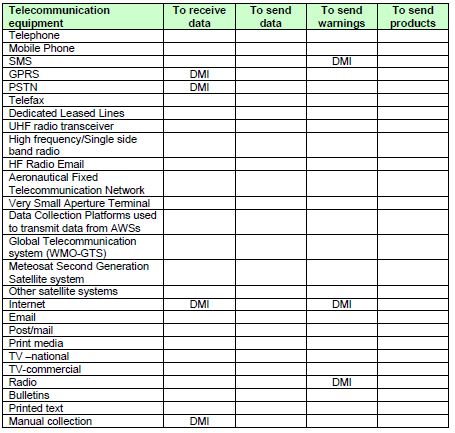 Telecommunication equipment To receive data To send data To send warnings To send products
Telephone
Mobile Phone
SMS DMI
GPRS DMI
PSTN DMI
Telefax
Dedicated Leased Lines
UHF radio transceiver
High frequency/Single side
band radio
HF Radio Email
Aeronautical Fixed
Telecommunication Network
Very Small Aperture Terminal
Data Collection Platforms used
to transmit data from AWSs
Global Telecommunication
system (WMO-GTS)
Meteosat Second Generation
Satellite system
Other satellite systems
Internet DMI DMI
Email
Post/mail
Print media
TV –national
TV-commercial
Radio DMI
Bulletins
Printed text
Manual collection DMI